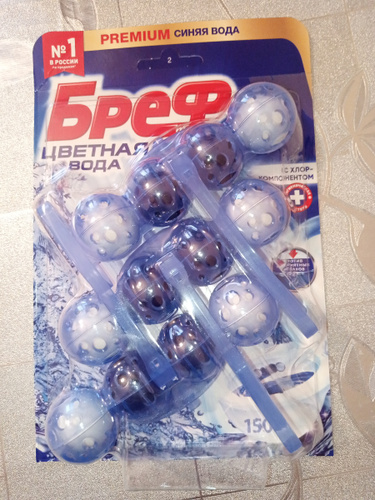 №1
В РОССИИ
PREMIUM СИНЯЯ ВОДА
2
БРЕФ
ЦВЕТНАЯ
ВОДА
С ХЛОР-
КОМПОНЕНТОМ
150